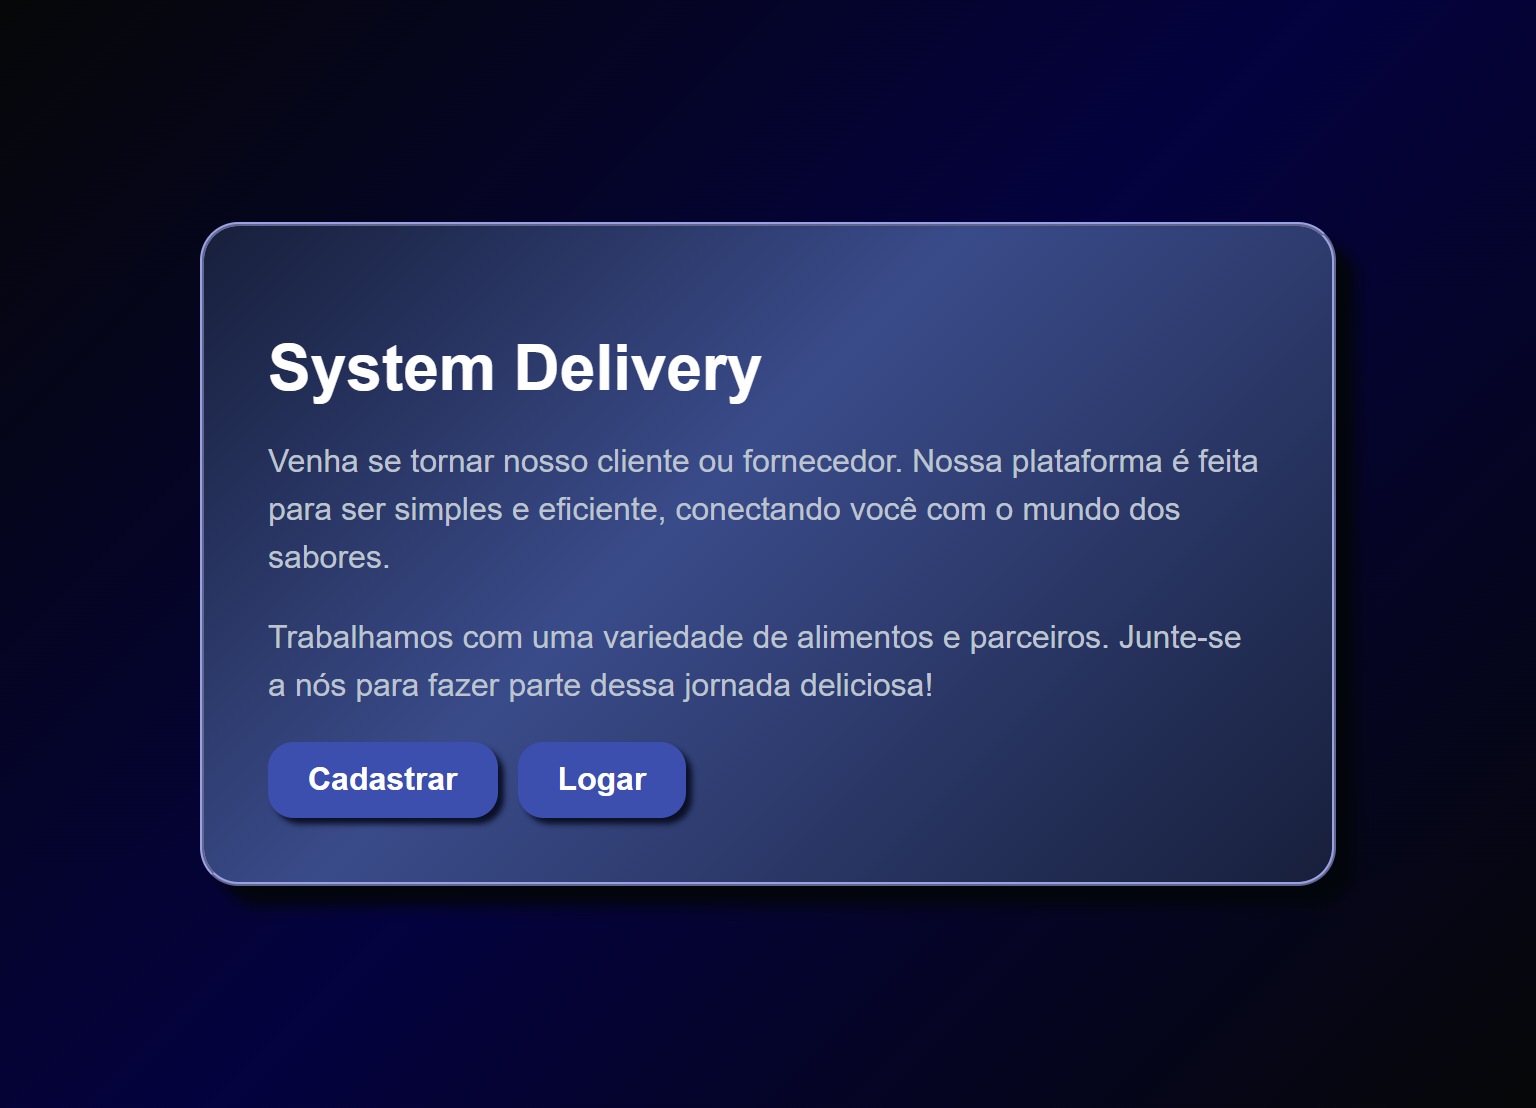 System Delivery
Venha se tornar nosso cliente ou fornecedor. Nossa plataforma é feita
para ser simples e eficiente, conectando você com o mundo dos
sabores.
Trabalhamos com uma variedade de alimentos e parceiros. Junte-se
a nós para fazer parte dessa jornada deliciosa!
Cadastrar Logar